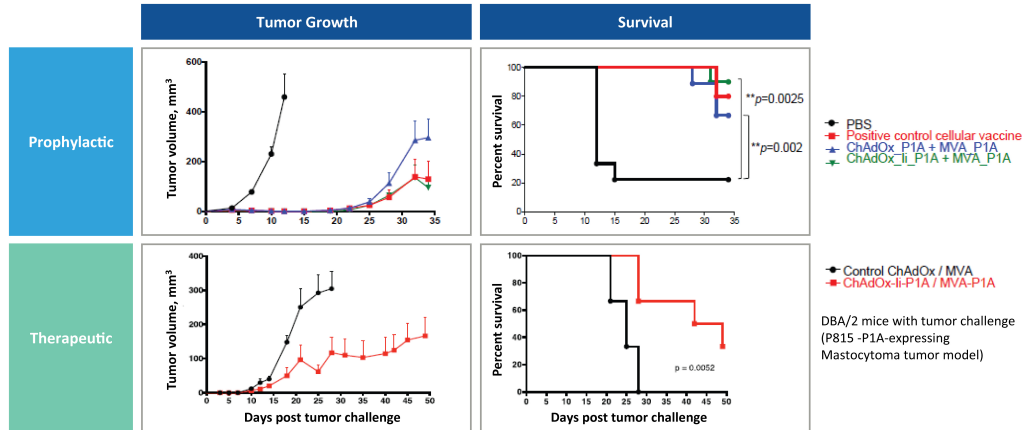 Tumor Growth
Survival
Prophylactic
Tumor volume, mm3
600
400
200
0
0 5 10 15 20 25 30 35
Percent survival
100
80
60
40
20
0
0 5 10 15 20 25 30 35
**p=0.0025
**p=0.002
PBS
Positive control cellular vaccine
ChAdOx_P1A + MVA_P1A
ChAdOx_Ii_P1A + MVA_P1A
Therapeutic
Tumor volume, mm3
400
300
200
100
0
0 5 10 15 20 25 30 35 40 45 50
Days post tumor challenge
Percent survival
100
80
60
40
20
0
p = 0.0052
0 5 10 15 20 25 30 35 40 45 50
Days post tumor challenge
Control ChAdOx / MVA
ChAdOx-Ii-P1A / MVA-P1A
DBA/2 mice with tumor challenge
(P815 -P1A-expressing
Mastocytoma tumor model)